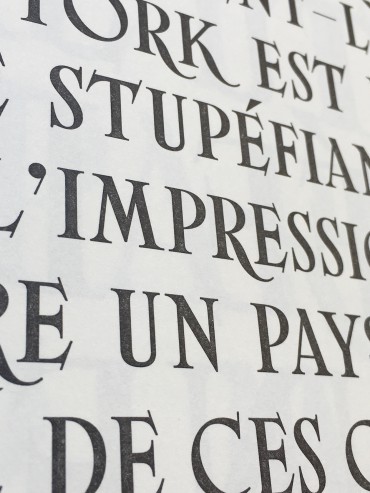 YORK EST
STUPÉFIAN
L'IMPRESSIO
RE UN PAYS
DE CES